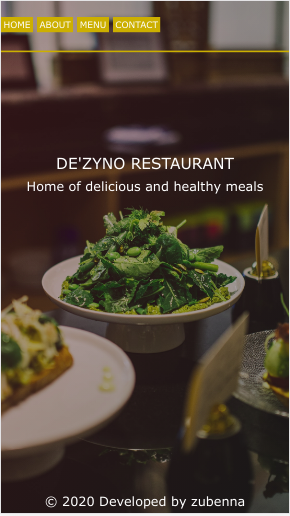 HOME ABOUT MENU CONTACT
DE'ZYNO RESTAURANT
Home of delicious and healthy meals
© 2020 Developed by zubenna